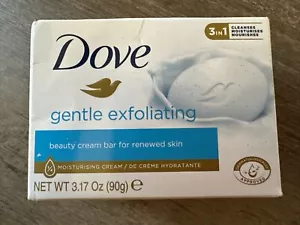 3 IN 1
CLEANSES
MOISTURISES
NOURISHES
Dove
gentle exfoliating
beauty cream bar for renewed skin
¼ MOISTURISING CREAM / DE CRÈME HYDRATANTE
NET WT 3.17 Oz (90g) ℮
APPROVED